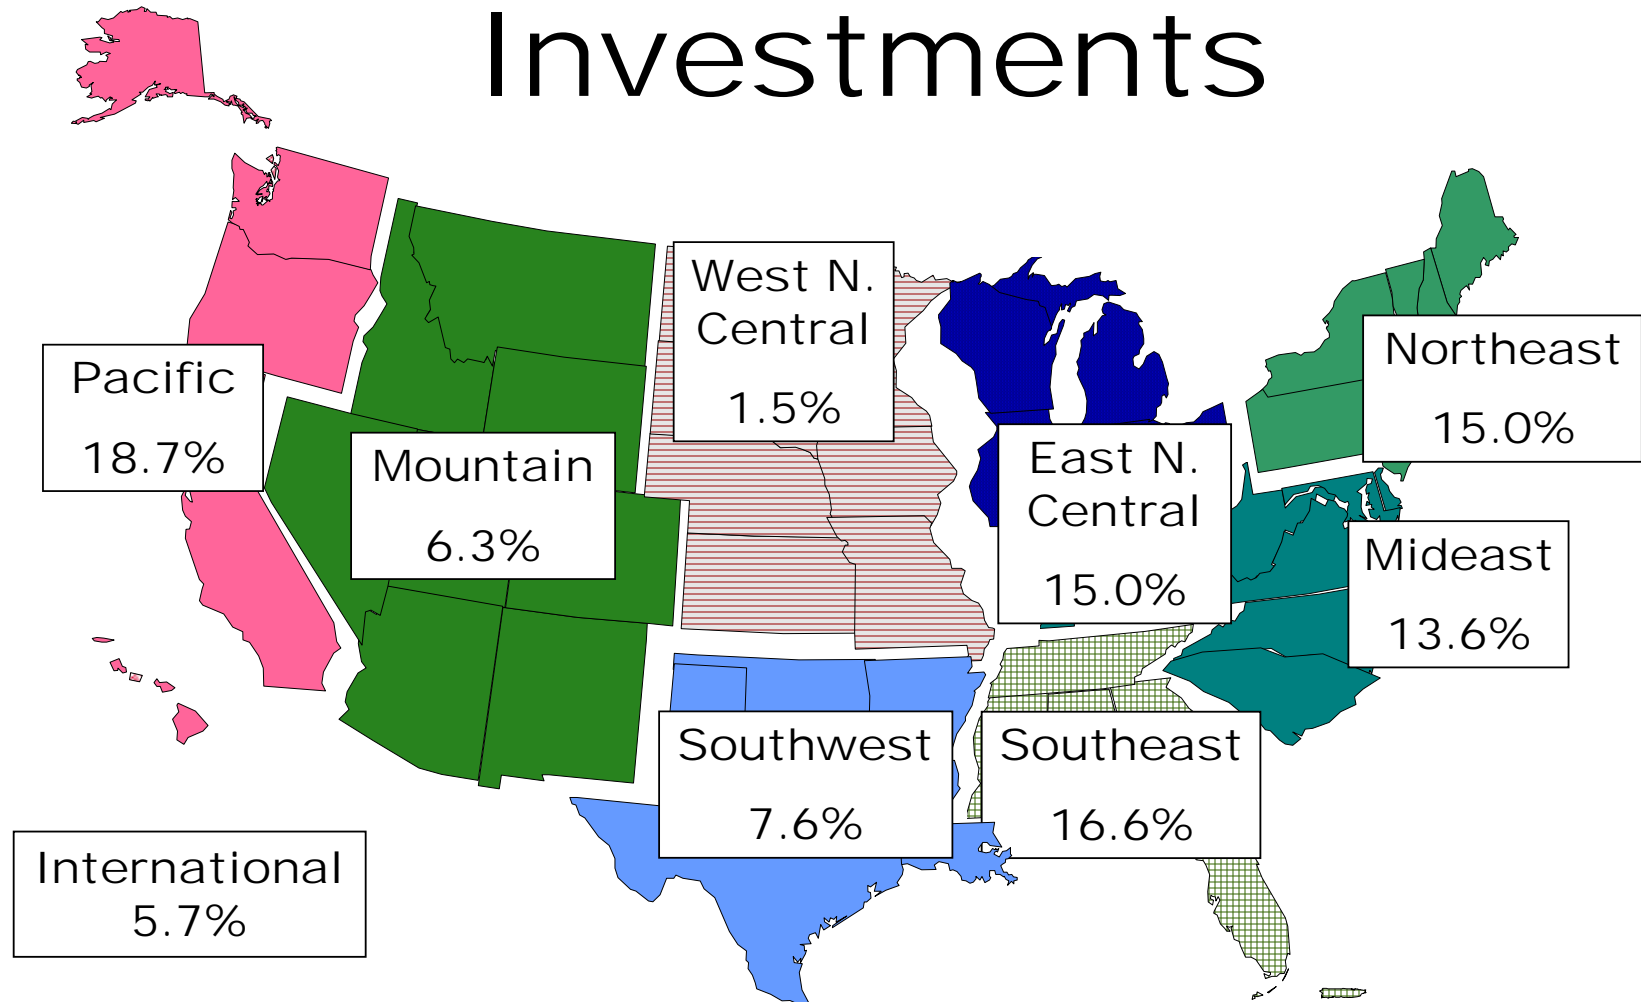 Investments
West N.
Central
1.5%
Northeast
15.0%
Pacific
18.7%
Mountain
6.3%
East N.
Central
15.0%
Mideast
13.6%
Southwest
7.6%
Southeast
16.6%
International
5.7%